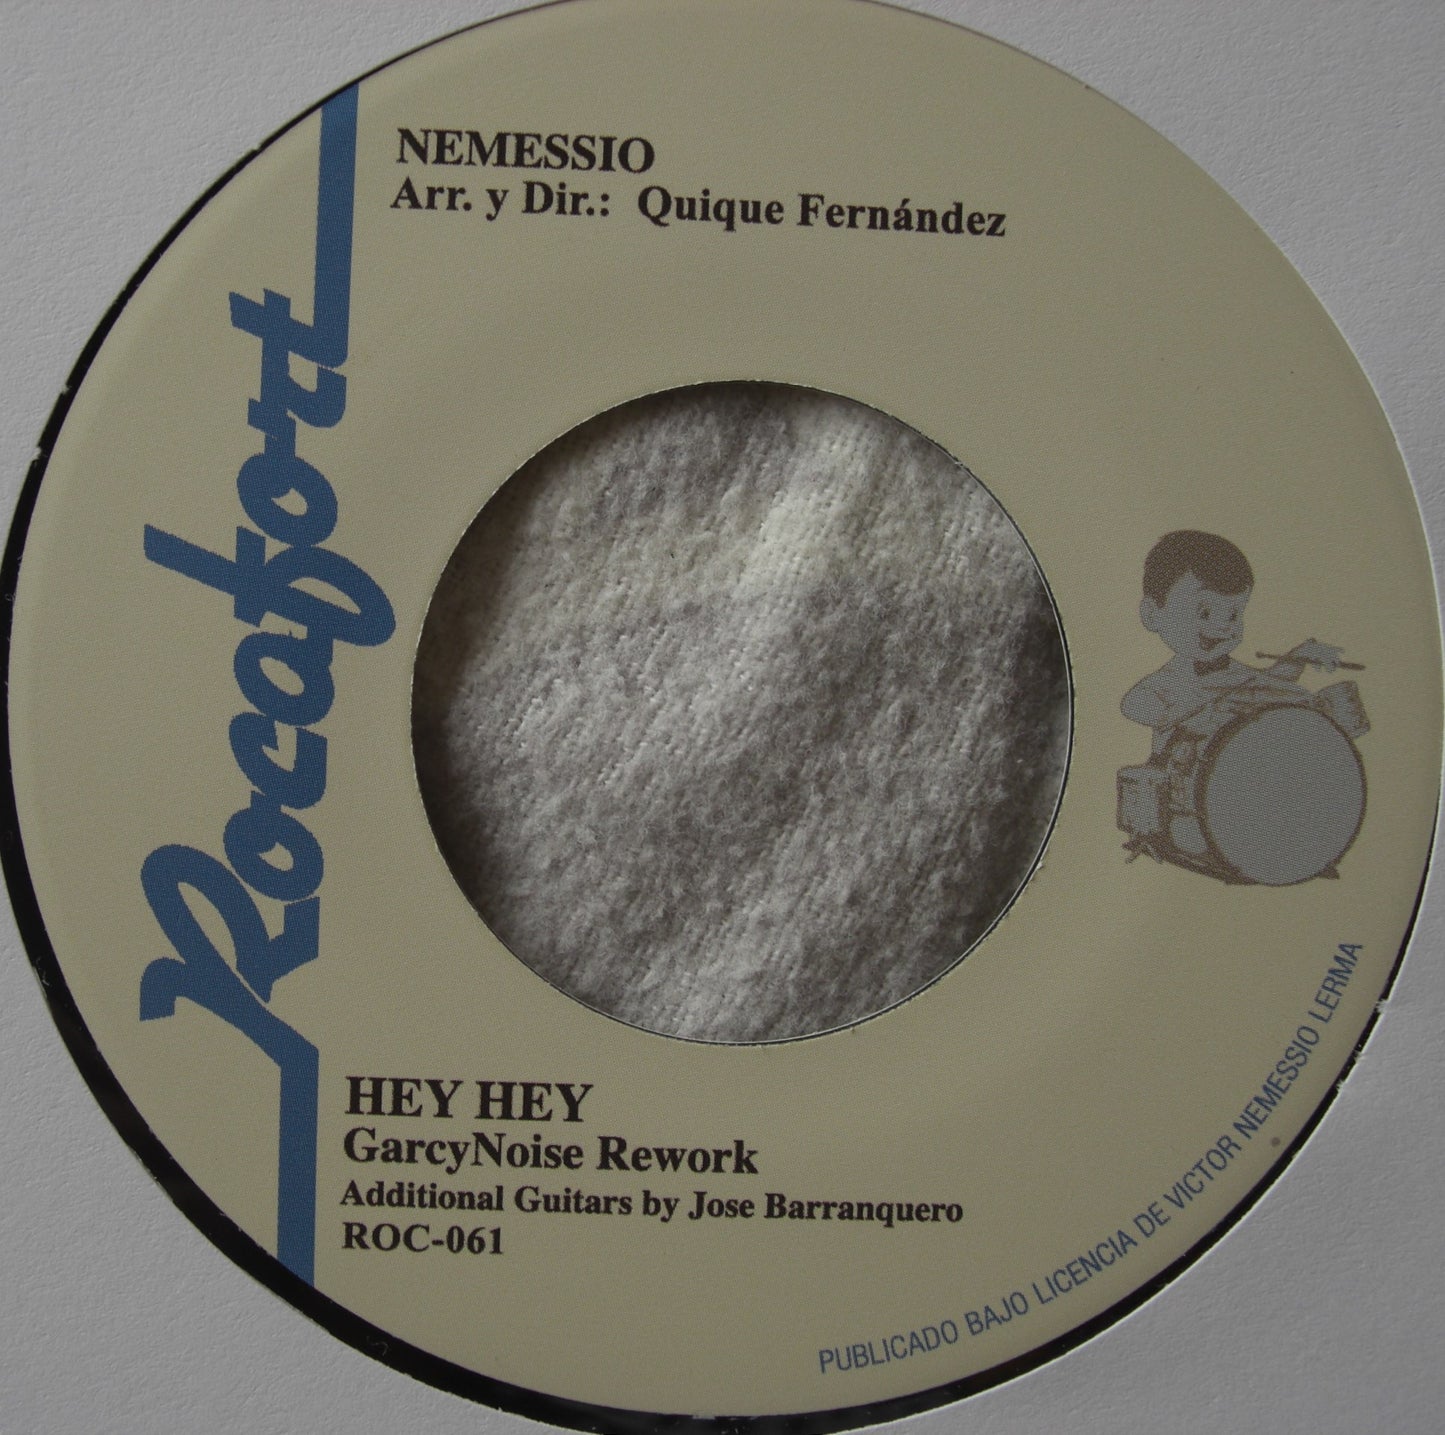 NEMESSIO
Arr. y Dir.: Quique Fernández
Rocafort
HEY HEY
GarcyNoise Rework
Additional Guitars by Jose Barranquero
ROC-061
PUBLICADO BAJO LICENCIA DE VICTOR NEMESSIO LERMA